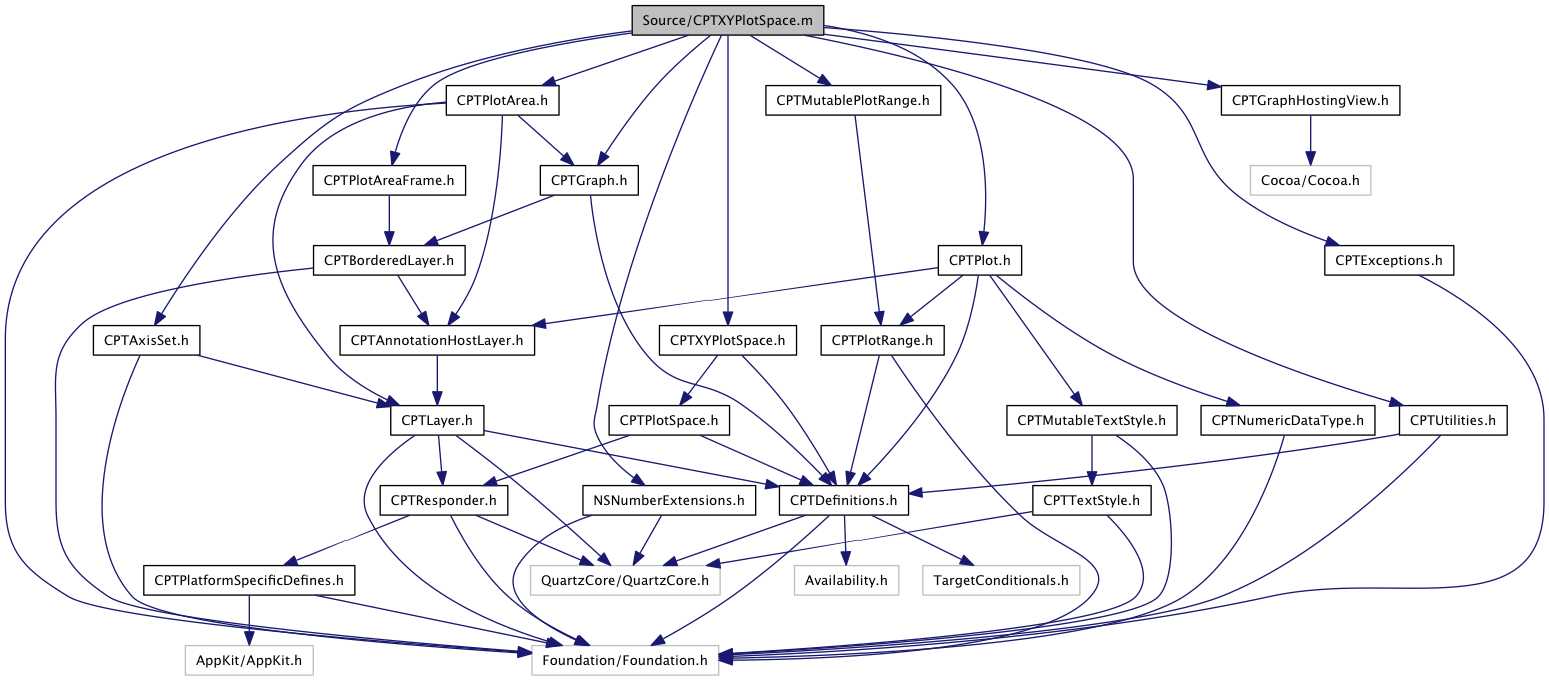 Source/CPTXYPlotSpace.m
CPTPlotArea.h
CPTMutablePlotRange.h
CPTGraphHostingView.h
CPTPlotAreaFrame.h
CPTGraph.h
Cocoa/Cocoa.h
CPTBorderedLayer.h
CPTPlot.h
CPTExceptions.h
CPTAxisSet.h
CPTAnnotationHostLayer.h
CPTXYPlotSpace.h
CPTPlotRange.h
CPTLayer.h
CPTPlotSpace.h
CPTMutableTextStyle.h
CPTNumericDataType.h
CPTUtilities.h
CPTResponder.h
NSNumberExtensions.h
CPTDefinitions.h
CPTTextStyle.h
CPTPlatformSpecificDefines.h
QuartzCore/QuartzCore.h
Availability.h
TargetConditionals.h
AppKit/AppKit.h
Foundation/Foundation.h